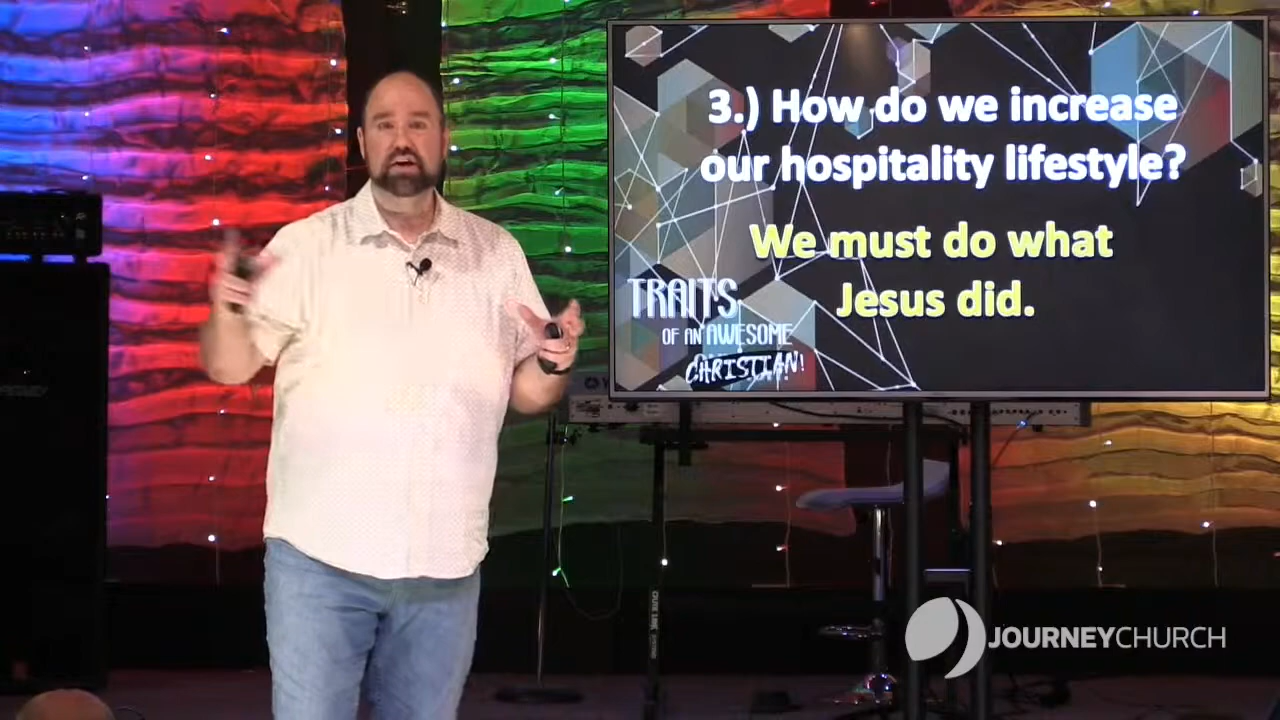 3.) How do we increase
our hospitality lifestyle?
We must do what
Jesus did.
TRAITS
OF AN AWESOME
CHRISTIAN!
JOURNEYCHURCH